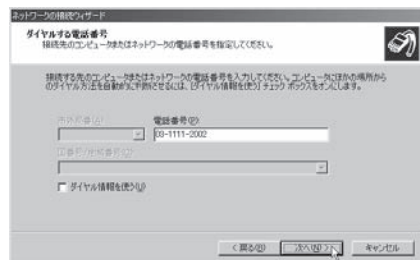 ネットワークの接続ウィザード
ダイヤルする電話番号
接続先のコンピュータまたはネットワークの電話番号を指定してください。
接続する先のコンピュータまたはネットワークの電話番号を入力してください。コンピュータにほかの場所から
のダイヤル方法を自動的に判断させるには、[ダイヤル情報を使う] チェック ボックスをオンにします。
市外局番(A) 電話番号(P):
03-1111-2002
国番号/地域番号(O)
ダイヤル情報を使う(U)
< 戻る(B) 次へ(N) > キャンセル